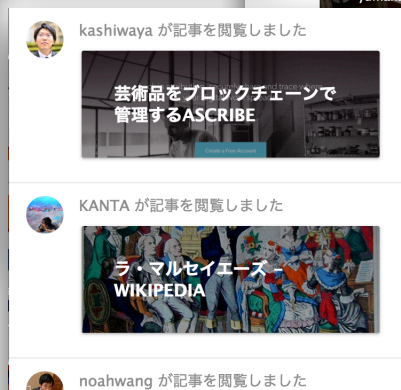 kashiwaya が記事を閲覧しました
芸術品をブロックチェーンで
管理するASCRIBE
Create a Free Account
KANTA が記事を閲覧しました
ラ・マルセイエーズ –
WIKIPEDIA
noahwang が記事を閲覧しました